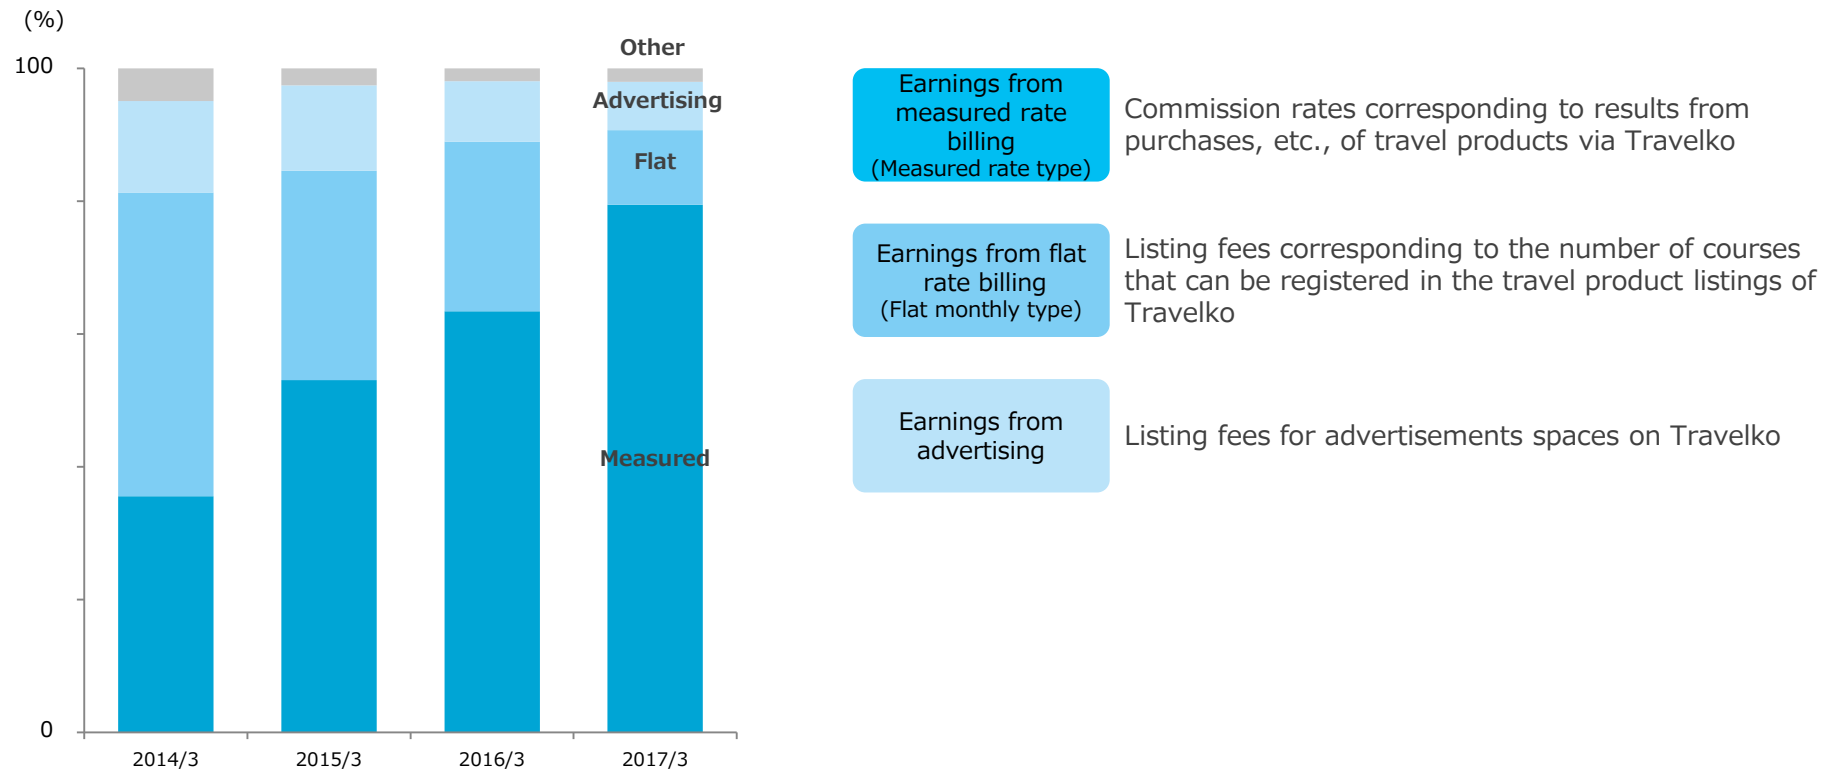 (%)
100
0
Other
Advertising
Flat
Measured
2014/3
2015/3
2016/3
2017/3
Earnings from
measured rate
billing
(Measured rate type)
Commission rates corresponding to results from
purchases, etc., of travel products via Travelko
Earnings from flat
rate billing
(Flat monthly type)
Listing fees corresponding to the number of courses
that can be registered in the travel product listings of
Travelko
Earnings from
advertising
Listing fees for advertisements spaces on Travelko